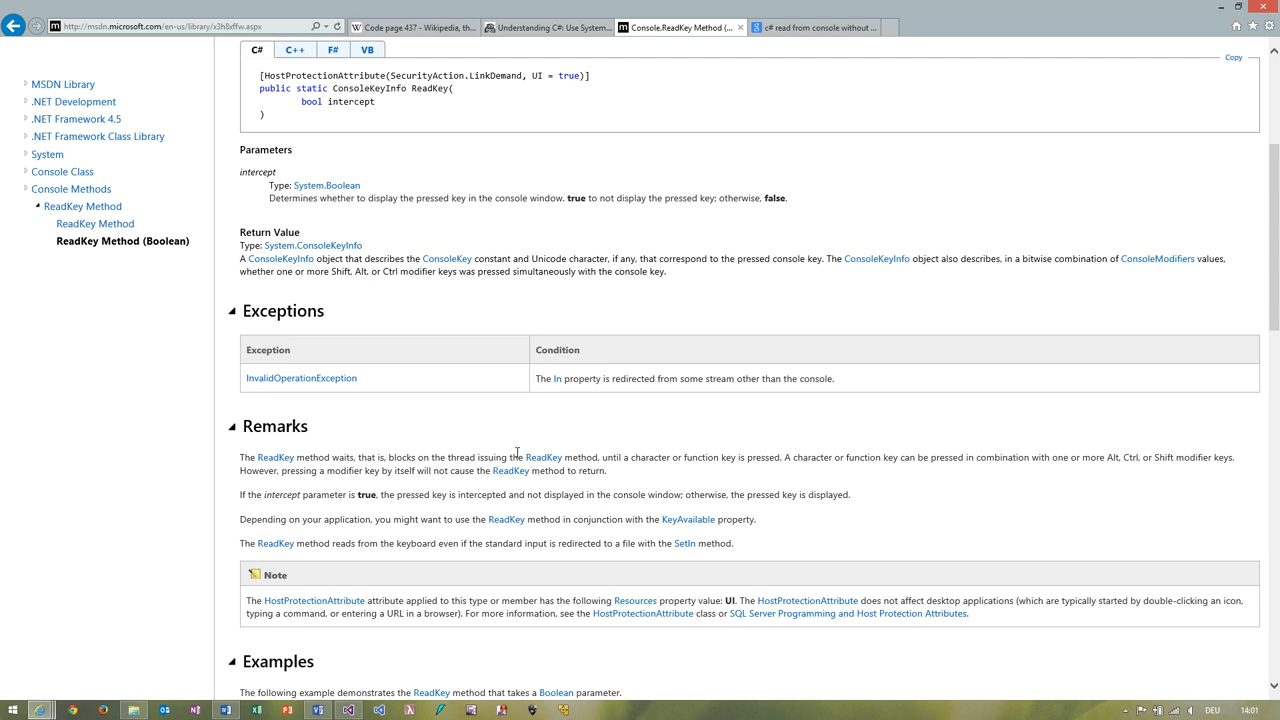 http://msdn.microsoft.com/en-us/library/x3h8xffw.aspx
Code page 437 - Wikipedia, th...
Understanding C#: Use System...
Console.ReadKey Method (...
c# read from console without ...
MSDN Library
.NET Development
.NET Framework 4.5
.NET Framework Class Library
System
Console Class
Console Methods
ReadKey Method
ReadKey Method
ReadKey Method (Boolean)
C# C++ F# VB
Copy
[HostProtectionAttribute(SecurityAction.LinkDemand, UI = true)]
public static ConsoleKeyInfo ReadKey(
bool intercept
)
Parameters
intercept
Type: System.Boolean
Determines whether to display the pressed key in the console window. true to not display the pressed key; otherwise, false.
Return Value
Type: System.ConsoleKeyInfo
A ConsoleKeyInfo object that describes the ConsoleKey constant and Unicode character, if any, that correspond to the pressed console key. The ConsoleKeyInfo object also describes, in a bitwise combination of ConsoleModifiers values,
whether one or more Shift, Alt, or Ctrl modifier keys was pressed simultaneously with the console key.
Exceptions
Exception Condition
InvalidOperationException The In property is redirected from some stream other than the console.
Remarks
The ReadKey method waits, that is, blocks on the thread issuing the ReadKey method, until a character or function key is pressed. A character or function key can be pressed in combination with one or more Alt, Ctrl, or Shift modifier keys.
However, pressing a modifier key by itself will not cause the ReadKey method to return.
If the intercept parameter is true, the pressed key is intercepted and not displayed in the console window; otherwise, the pressed key is displayed.
Depending on your application, you might want to use the ReadKey method in conjunction with the KeyAvailable property.
The ReadKey method reads from the keyboard even if the standard input is redirected to a file with the SetIn method.
Note
The HostProtectionAttribute attribute applied to this type or member has the following Resources property value: UI. The HostProtectionAttribute does not affect desktop applications (which are typically started by double-clicking an icon,
typing a command, or entering a URL in a browser). For more information, see the HostProtectionAttribute class or SQL Server Programming and Host Protection Attributes.
Examples
The following example demonstrates the ReadKey method that takes a Boolean parameter.
DEU 14:01